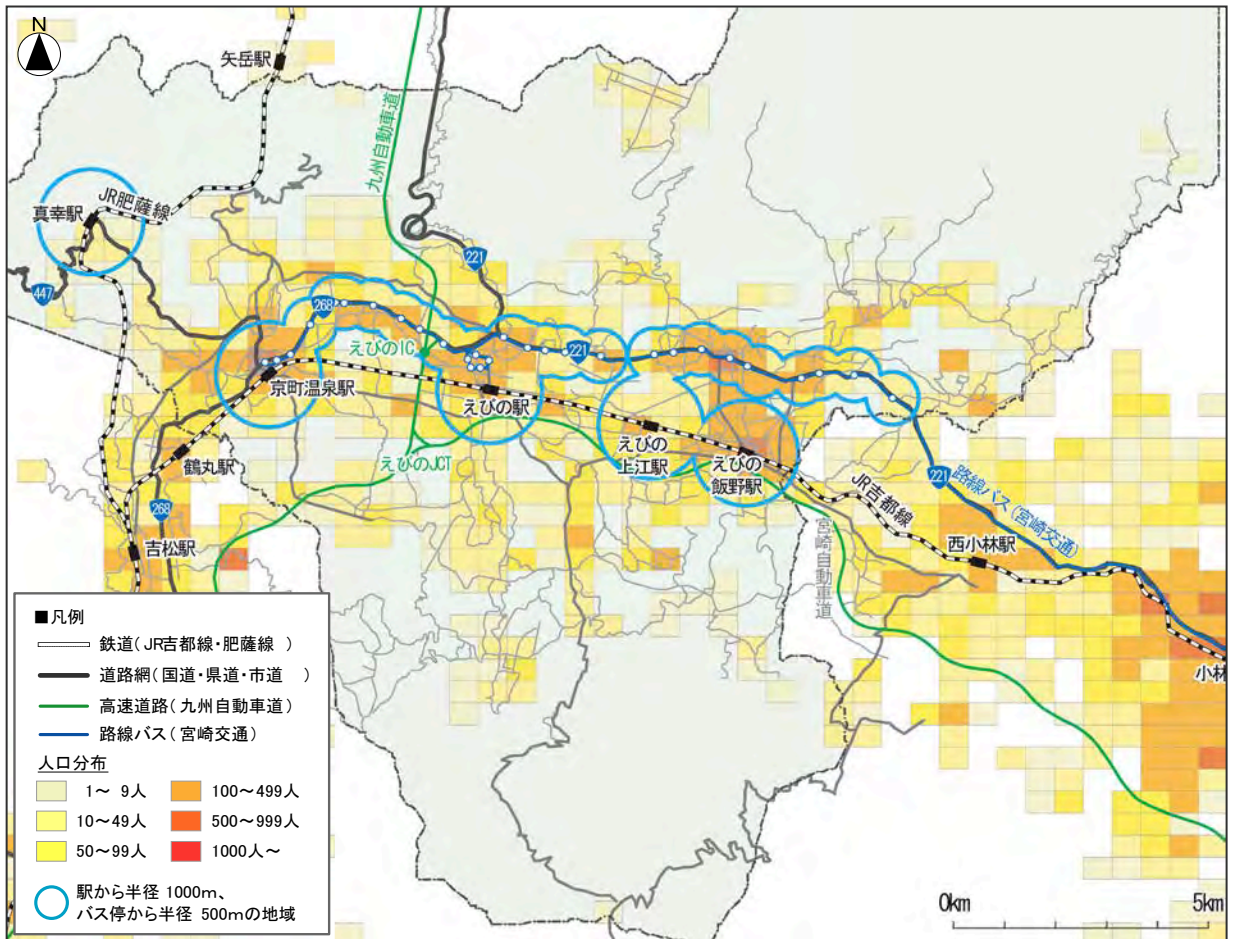 N
矢岳駅
九州自動車道
真幸駅
JR肥薩線
447
221
268
えびのIC
221
京町温泉駅
えびの駅
えびの
上江駅
えびの
飯野駅
えびのJCT
鶴丸駅
268
吉松駅
JR吉都線
221
路線バス(宮崎交通)
宮崎自動車道
西小林駅
小林
■凡例
鉄道(JR吉都線・肥薩線 )
道路網(国道・県道・市道 )
高速道路(九州自動車道)
路線バス(宮崎交通)
人口分布
1~ 9人
100~499人
10~49人
500~999人
50~99人
1000人~
駅から半径 1000m、
バス停から半径 500mの地域
0km
5km